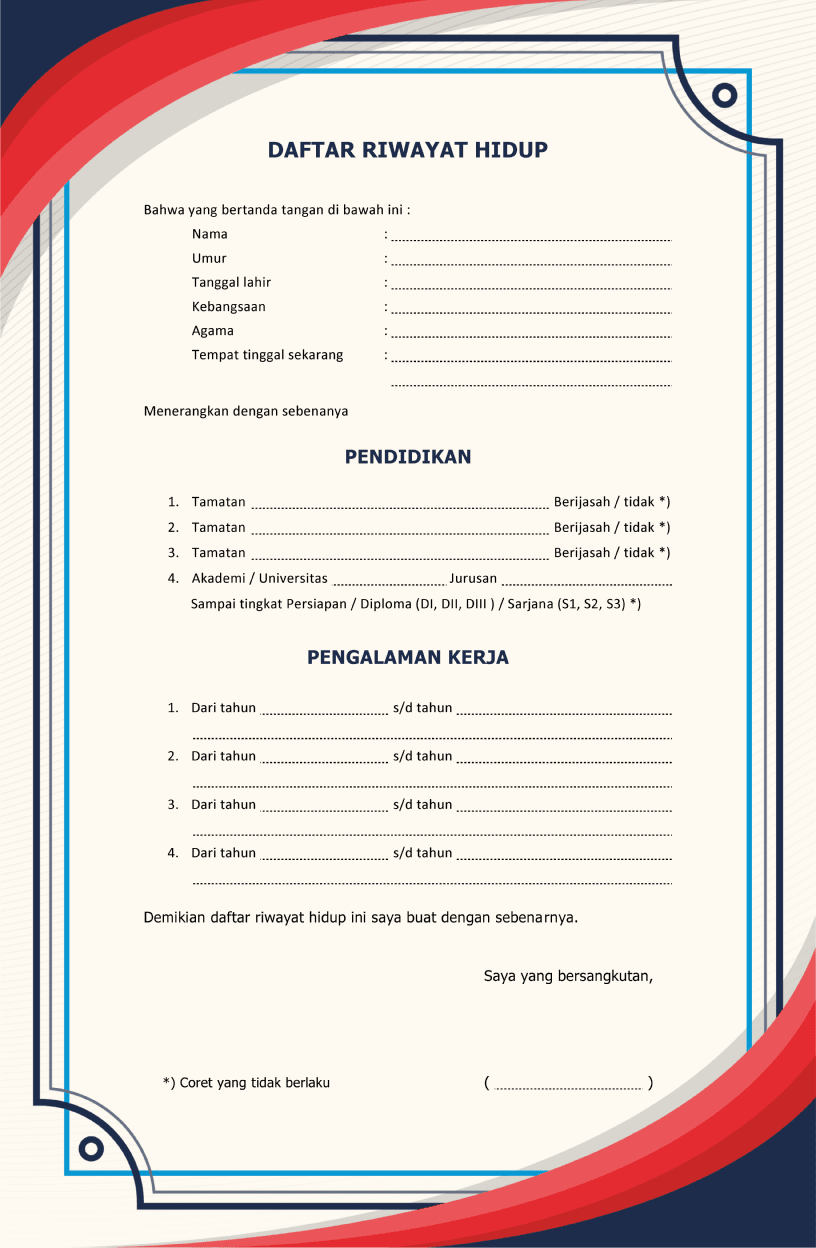 DAFTAR RIWAYAT HIDUP
Bahwa yang bertanda tangan di bawah ini :
Nama :
Umur :
Tanggal lahir :
Kebangsaan :
Agama :
Tempat tinggal sekarang :
Menerangkan dengan sebenanya
PENDIDIKAN
1. Tamatan Berijasah / tidak *)
2. Tamatan Berijasah / tidak *)
3. Tamatan Berijasah / tidak *)
4. Akademi / Universitas Jurusan
Sampai tingkat Persiapan / Diploma (DI, DII, DIII ) / Sarjana (S1, S2, S3) *)
PENGALAMAN KERJA
1. Dari tahun s/d tahun
2. Dari tahun s/d tahun
3. Dari tahun s/d tahun
4. Dari tahun s/d tahun
Demikian daftar riwayat hidup ini saya buat dengan sebenarnya.
Saya yang bersangkutan,
*) Coret yang tidak berlaku ( )